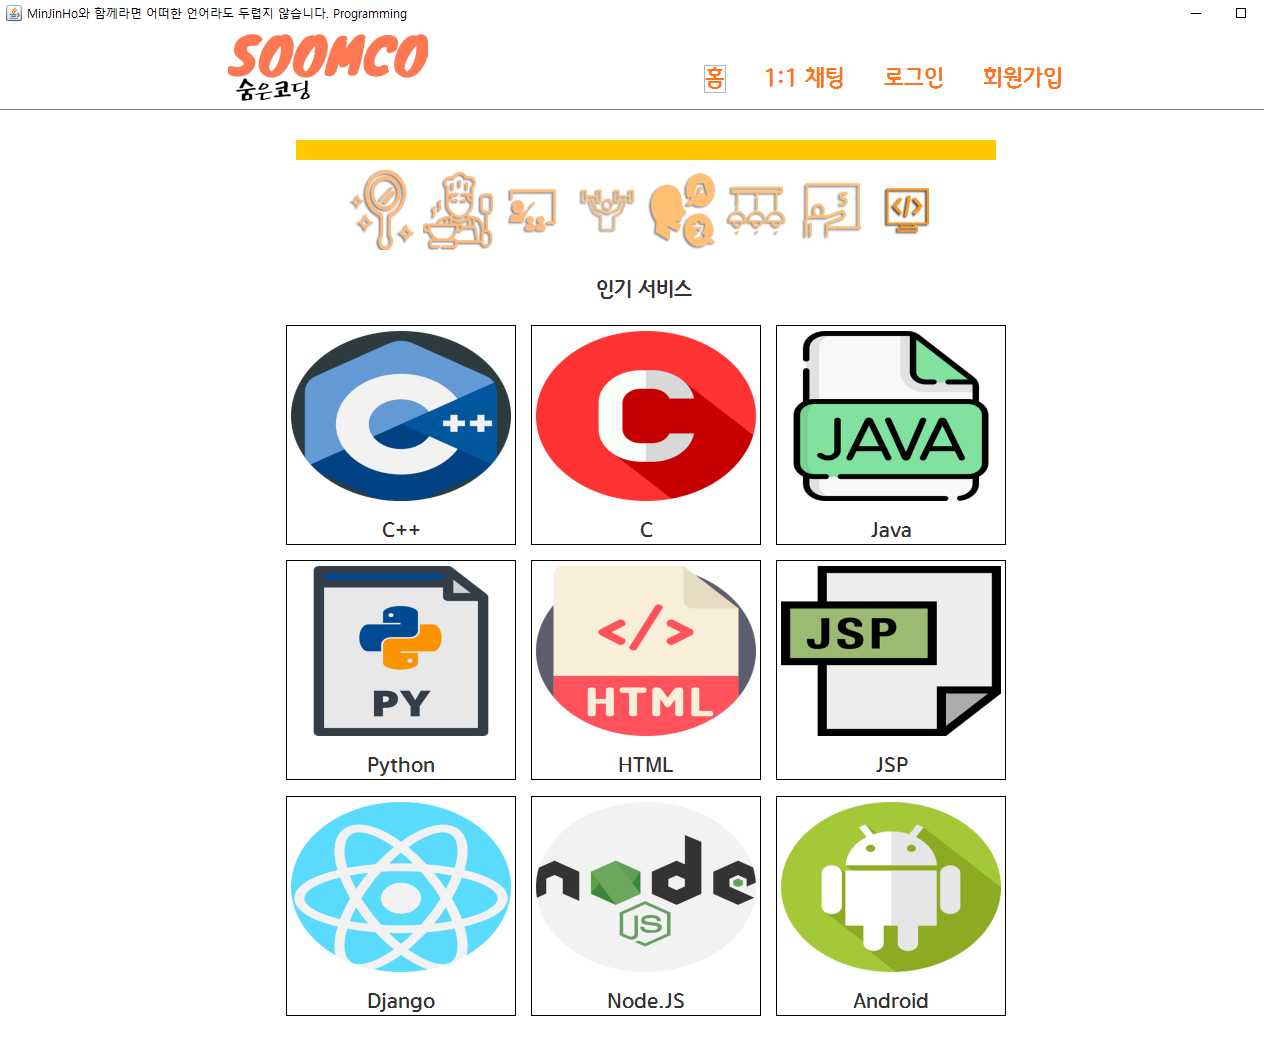 MinJinHo와 함께라면 어떠한 언어라도 두렵지 않습니다. Programming
SOOMCO
숨은코딩
홈 1:1 채팅 로그인 회원가입
A
文
S
</>
인기 서비스
C++
C
JAVA
C++ C Java
PY
</>
HTML
JSP
Python HTML JSP
node
JS
Django Node.JS Android